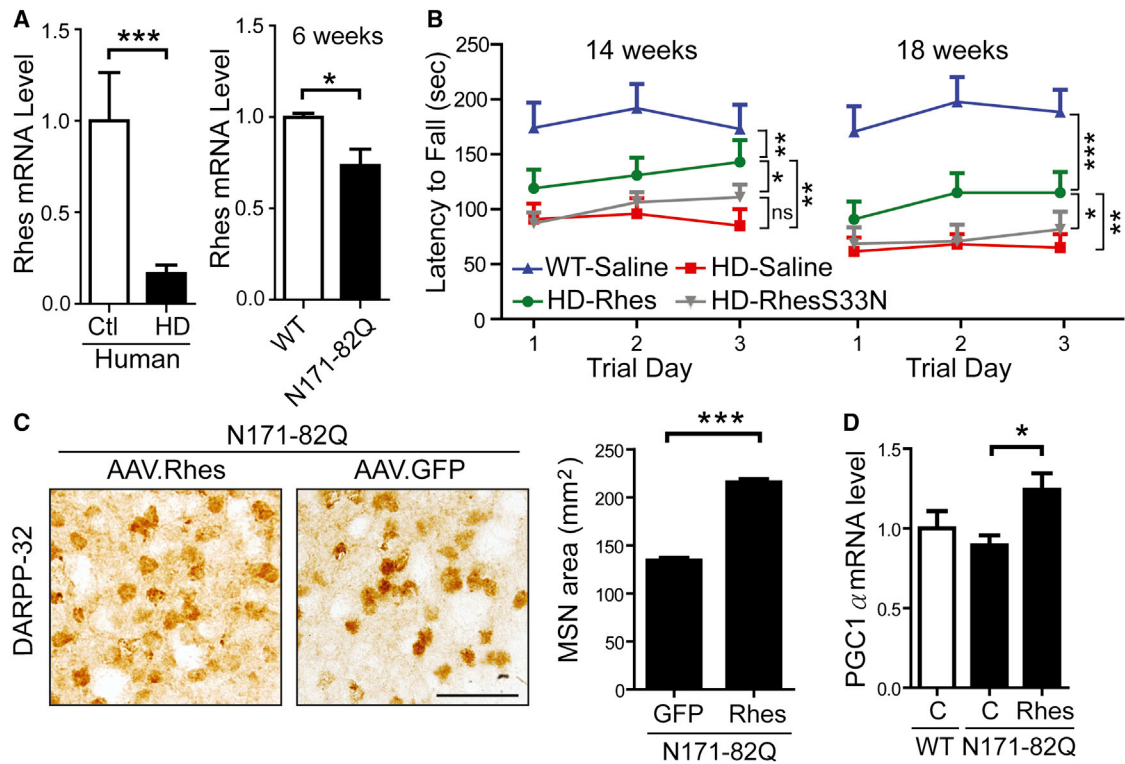 A
Rhes mRNA Level
1.5
1.0
0.5
0.0
***
Ctl HD
Human
Rhes mRNA Level
1.5
1.0
0.5
0.0
6 weeks
*
WT
N171-82Q
B
Latency to Fall (sec)
250
200
150
100
50
0
14 weeks
18 weeks
**
*
ns
**
***
*
**
WT-Saline HD-Saline
HD-Rhes HD-RhesS33N
1 2 3 1 2 3
Trial Day Trial Day
C
N171-82Q
AAV.Rhes AAV.GFP
DARPP-32
MSN area (mm²)
250
200
150
100
50
0
***
GFP Rhes
N171-82Q
D
PGC1 α mRNA level
1.5
1.0
0.5
1.0
*
C C Rhes
WT N171-82Q